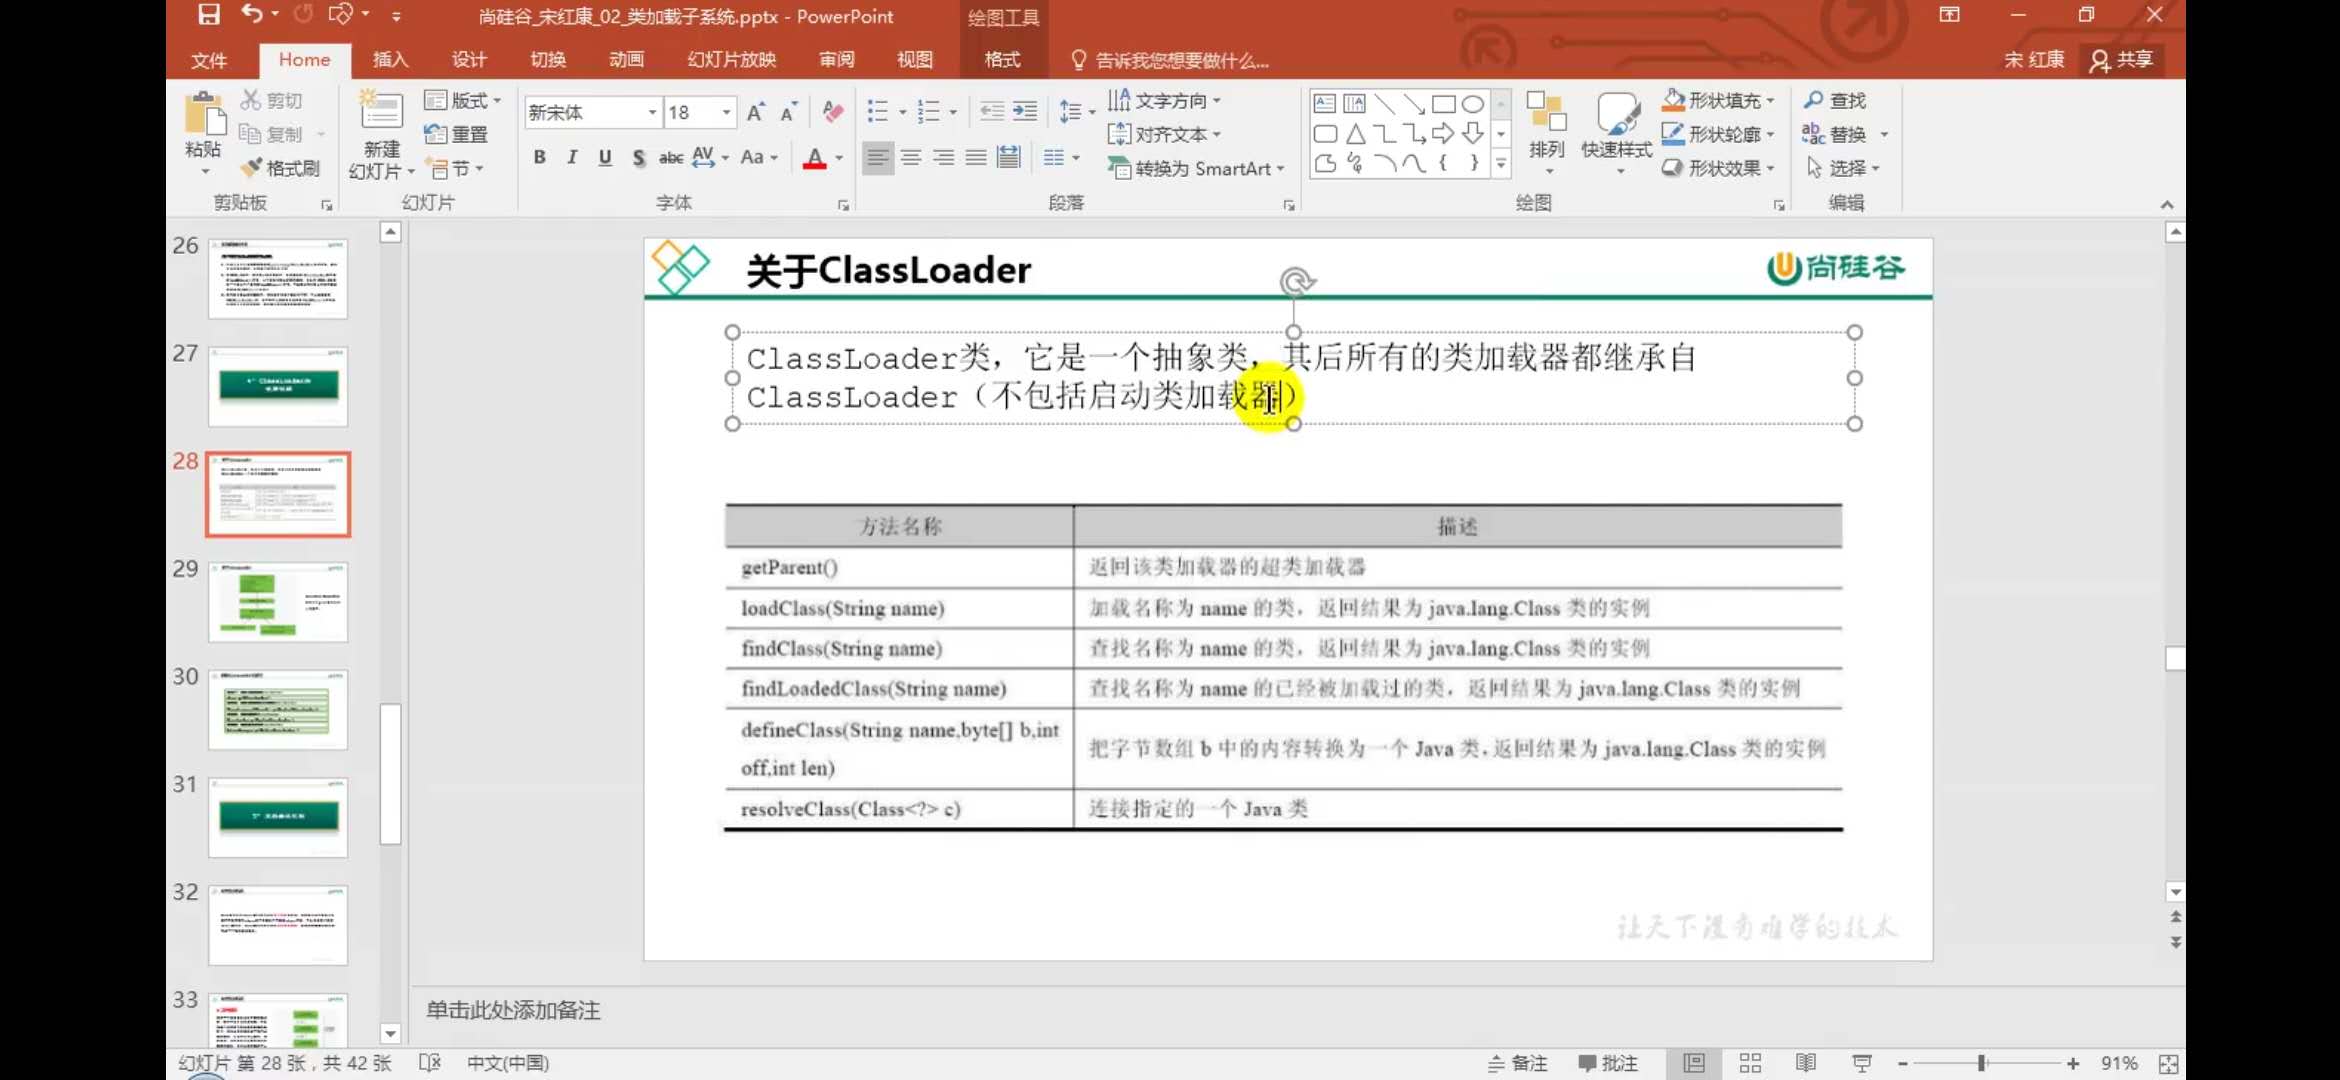 尚硅谷_宋红康_02_类加载子系统.pptx - PowerPoint
绘图工具
文件
Home
插入
设计
切换
动画
幻灯片放映
审阅
视图
格式
告诉我您想要做什么...
宋 红康
共享
粘贴
剪切
复制
格式刷
剪贴板
新建
幻灯片
版式
重置
节
幻灯片
新宋体
18
B I U S abc AV Aa A
字体
文字方向
对齐文本
转换为 SmartArt
段落
排列
快速样式
形状填充
形状轮廓
形状效果
绘图
查找
替换
选择
编辑
26
27
28
29
30
31
32
33
关于ClassLoader
尚硅谷
ClassLoader类，它是一个抽象类，其后所有的类加载器都继承自
ClassLoader（不包括启动类加载器）
方法名称 描述
getParent() 返回该类加载器的超类加载器
loadClass(String name) 加载名称为 name 的类，返回结果为 java.lang.Class 类的实例
findClass(String name) 查找名称为 name 的类，返回结果为 java.lang.Class 类的实例
findLoadedClass(String name) 查找名称为 name 的已经被加载过的类，返回结果为 java.lang.Class 类的实例
defineClass(String name,byte[] b,int
off,int len) 把字节数组 b 中的内容转换为一个 Java 类，返回结果为 java.lang.Class 类的实例
resolveClass(Class<?> c) 连接指定的一个 Java 类
让天下没有难学的技术
单击此处添加备注
幻灯片 第 28 张，共 42 张
中文(中国)
备注
批注
91%